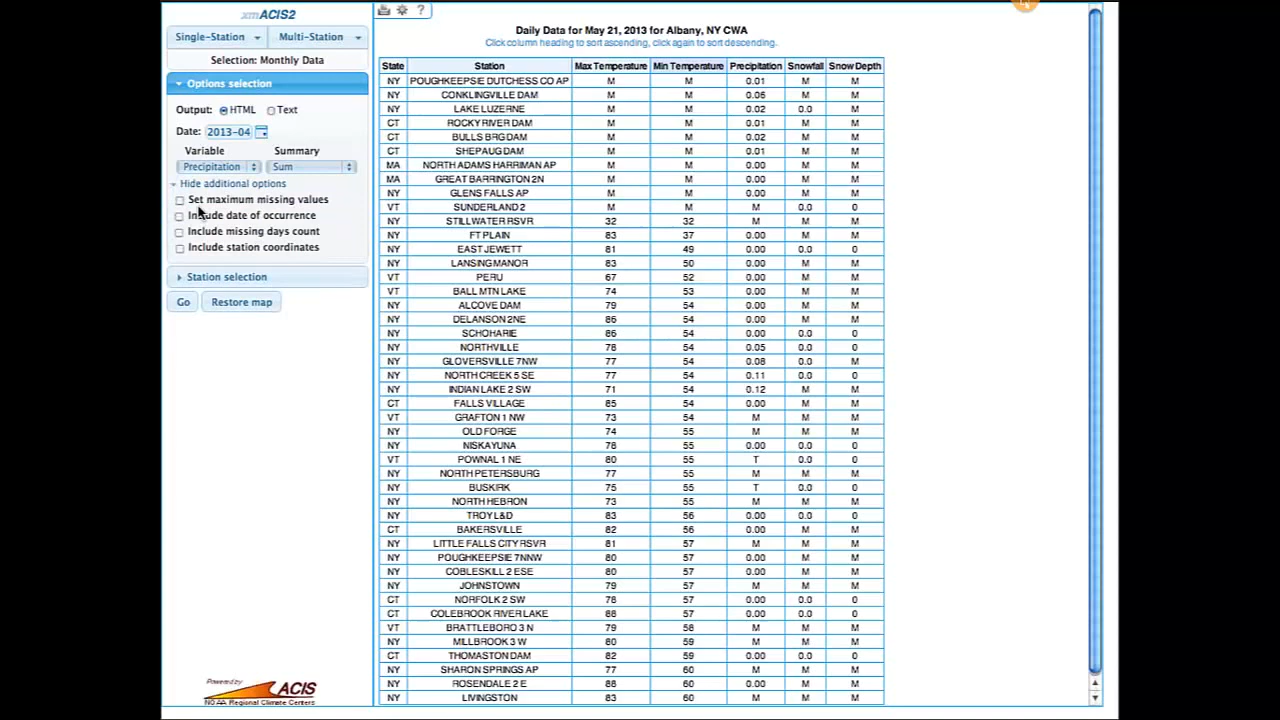 xmACIS2
Single-Station Multi-Station
Selection: Monthly Data
Options selection
Output: HTML Text
Date: 2013-04
Variable Summary
Precipitation Sum
Hide additional options
Set maximum missing values
Include date of occurrence
Include missing days count
Include station coordinates
Station selection
Go Restore map
Powered by
ACIS
NOAA Regional Climate Centers
?
Daily Data for May 21, 2013 for Albany, NY CWA
Click column heading to sort ascending, click again to sort descending.
State Station Max Temperature Min Temperature Precipitation Snowfall Snow Depth
NY POUGHKEEPSIE DUTCHESS CO AP M M 0.01 M M
NY CONKLINGVILLE DAM M M 0.06 M M
NY LAKE LUZERNE M M 0.02 0.0 M
CT ROCKY RIVER DAM M M 0.01 M M
CT BULLS BRG DAM M M 0.02 M M
CT SHEPAUG DAM M M 0.01 M M
MA NORTH ADAMS HARRIMAN AP M M 0.00 M M
MA GREAT BARRINGTON 2N M M 0.00 M M
NY GLENS FALLS AP M M 0.00 M M
VT SUNDERLAND 2 M M M 0.0 0
NY STILLWATER RSVR 32 32 M M M
NY FT PLAIN 83 37 0.00 M M
NY EAST JEWETT 81 49 0.00 0.0 0
NY LANSING MANOR 83 50 0.00 M M
VT PERU 67 52 0.00 M M
VT BALL MTN LAKE 74 53 0.00 M M
NY ALCOVE DAM 79 54 0.00 M M
NY DELANSON 2NE 86 54 0.00 M M
NY SCHOHARIE 86 54 0.00 0.0 0
NY NORTHVILLE 78 54 0.05 0.0 0
NY GLOVERSVILLE 7NW 77 54 0.08 0.0 M
NY NORTH CREEK 5 SE 77 54 0.11 0.0 0
NY INDIAN LAKE 2 SW 71 54 0.12 M M
CT FALLS VILLAGE 85 54 0.00 M M
VT GRAFTON 1 NW 73 54 M M M
NY OLD FORGE 74 55 M M M
NY NISKAYUNA 78 55 0.00 0.0 0
VT POWNAL 1 NE 80 55 T 0.0 0
NY NORTH PETERSBURG 77 55 M M M
NY BUSKIRK 75 55 T 0.0 0
NY NORTH HEBRON 73 55 M M M
NY TROY L&D 83 56 0.00 0.0 0
CT BAKERSVILLE 82 56 0.00 M M
NY LITTLE FALLS CITY RSVR 81 57 M M M
NY POUGHKEEPSIE 7NNW 80 57 0.00 M M
NY COBLESKILL 2 ESE 80 57 0.00 M M
NY JOHNSTOWN 79 57 M M M
CT NORFOLK 2 SW 78 57 0.00 0.0 0
CT COLEBROOK RIVER LAKE 88 57 0.00 0.0 0
VT BRATTLEBORO 3 N 79 58 M M M
NY MILLBROOK 3 W 80 59 M M M
CT THOMASTON DAM 82 59 0.00 0.0 0
NY SHARON SPRINGS AP 77 60 M M M
NY ROSENDALE 2 E 88 60 0.00 M M
NY LIVINGSTON 83 60 M M M